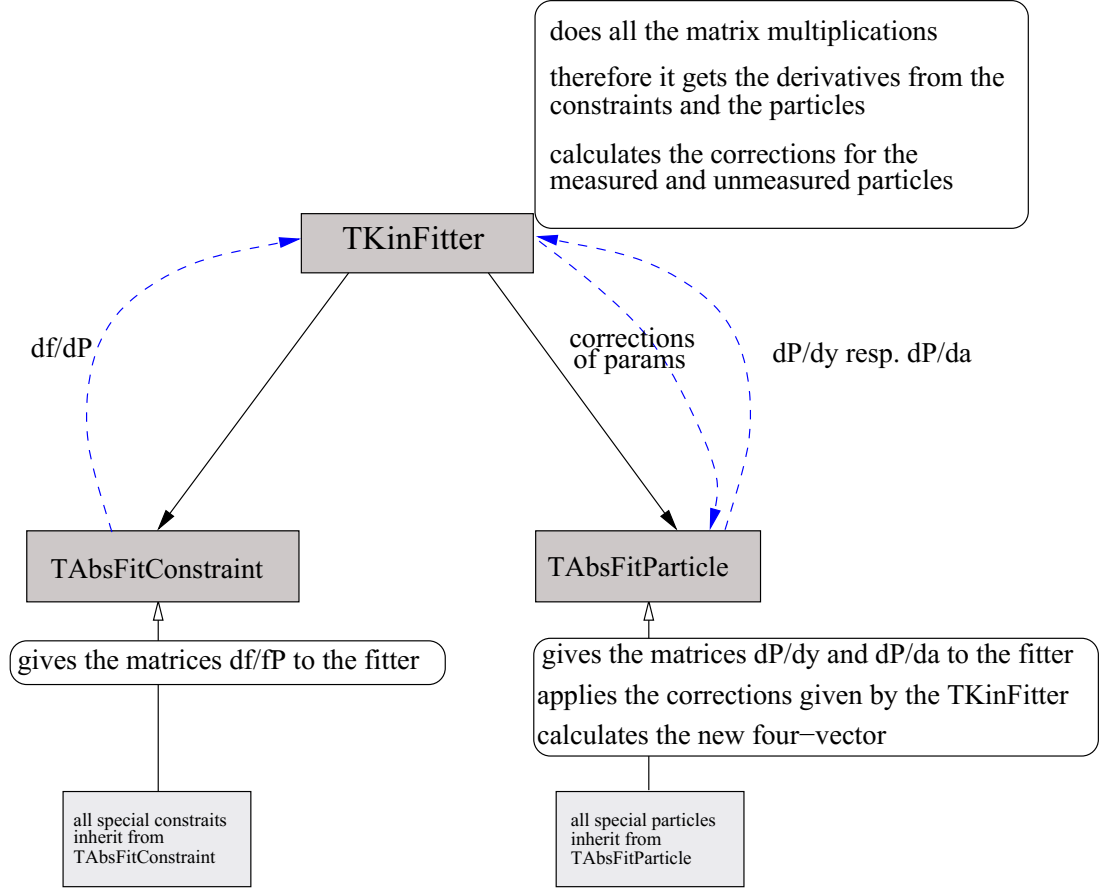 does all the matrix multiplications
therefore it gets the derivatives from the
constraints and the particles
calculates the corrections for the
measured and unmeasured particles
TKinFitter
df/dP
corrections
of params
dP/dy resp. dP/da
TAbsFitConstraint
TAbsFitParticle
gives the matrices df/fP to the fitter
gives the matrices dP/dy and dP/da to the fitter
applies the corrections given by the TKinFitter
calculates the new four−vector
all special constraits
inherit from
TAbsFitConstraint
all special particles
inherit from
TAbsFitParticle